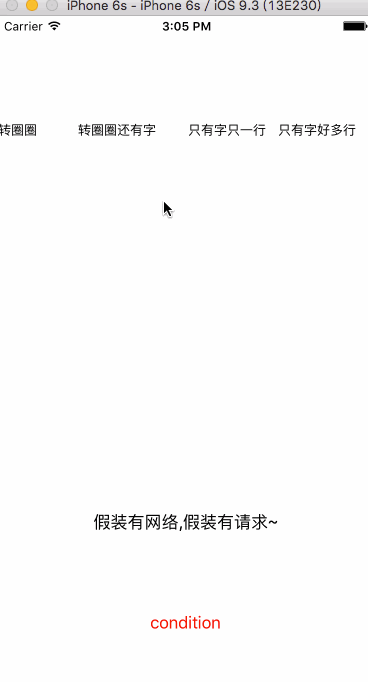 iPhone 6s - iPhone 6s / iOS 9.3 (13E230)
Carrier 3:05 PM
转圈圈 转圈圈还有字 只有字只一行 只有字好多行
假装有网络,假装有请求~
condition